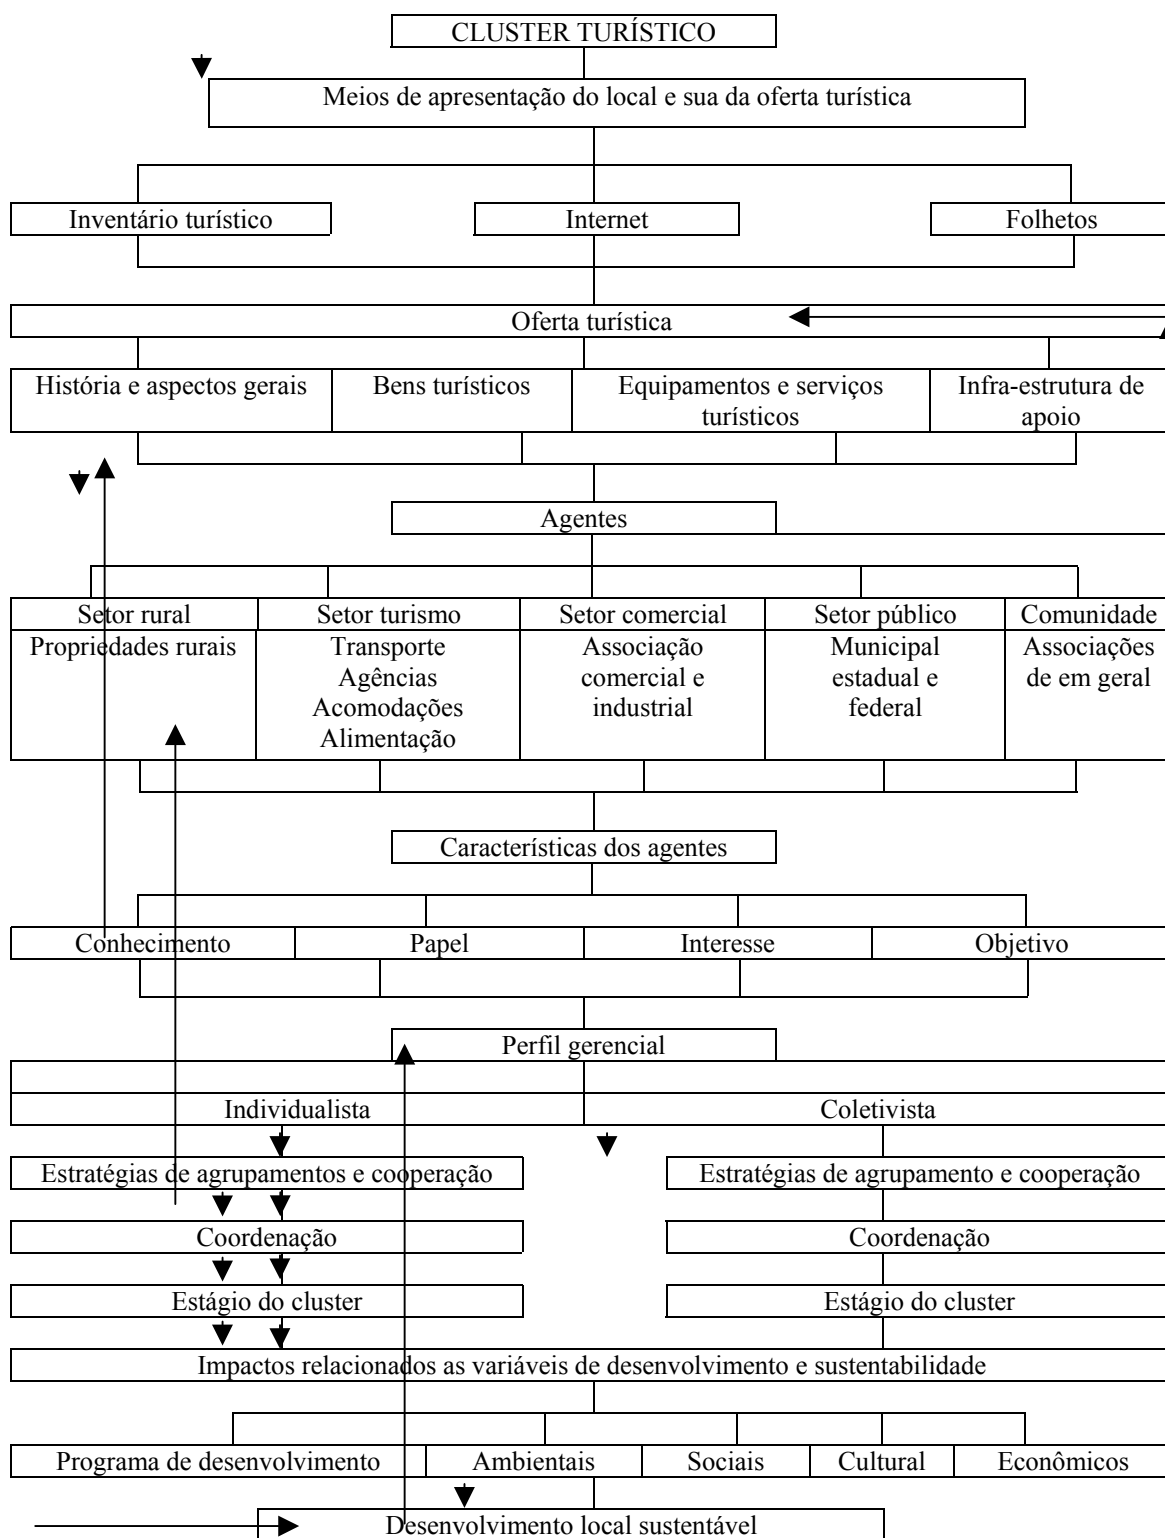 CLUSTER TURÍSTICO
Meios de apresentação do local e sua da oferta turística
Inventário turístico
Internet
Folhetos
Oferta turística
História e aspectos gerais
Bens turísticos
Equipamentos e serviços
turísticos
Infra-estrutura de
apoio
Agentes
Setor rural
Setor turismo
Setor comercial
Setor público
Comunidade
Propriedades rurais
Transporte
Agências
Acomodações
Alimentação
Associação
comercial e
industrial
Municipal
estadual e
federal
Associações
de em geral
Características dos agentes
Conhecimento
Papel
Interesse
Objetivo
Perfil gerencial
Individualista
Coletivista
Estratégias de agrupamentos e cooperação
Estratégias de agrupamento e cooperação
Coordenação
Coordenação
Estágio do cluster
Estágio do cluster
Impactos relacionados as variáveis de desenvolvimento e sustentabilidade
Programa de desenvolvimento
Ambientais
Sociais
Cultural
Econômicos
Desenvolvimento local sustentável